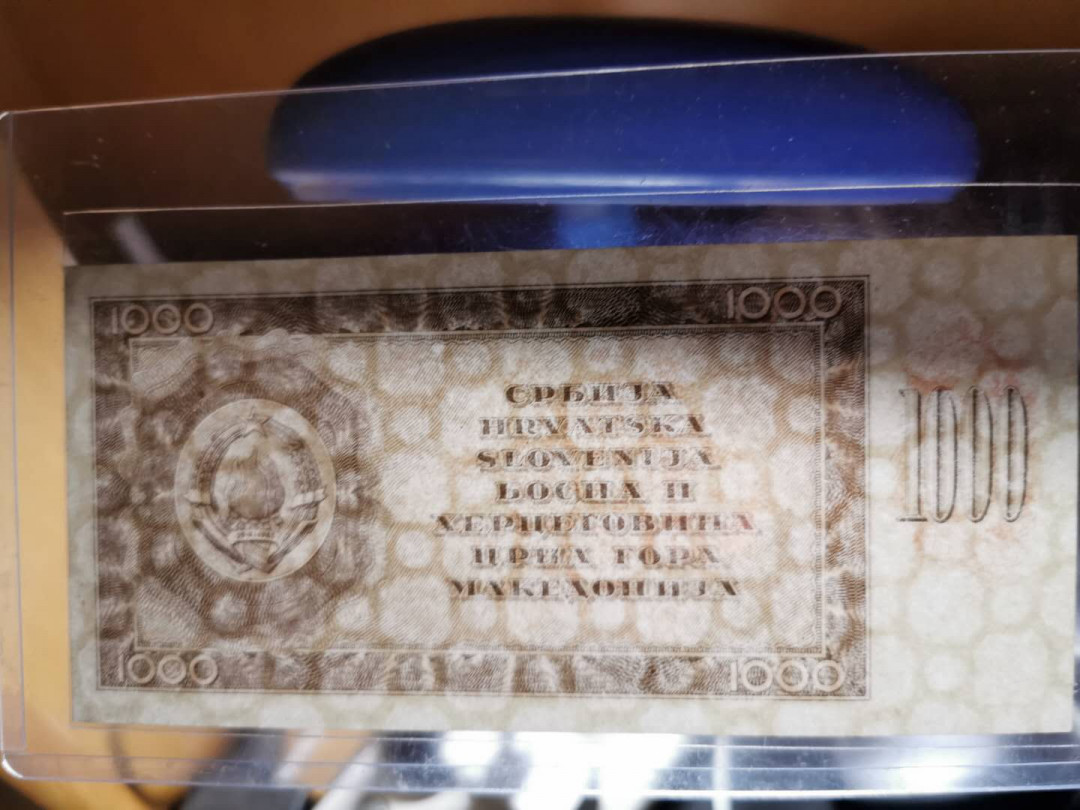 1000
1000
СРБИЈА
HRVATSKA
SLOVENIJA
БОСНА И
ХЕРЦЕГОВИНА
ЦРНА ГОРА
МАКЕДОНИЈА
1000
1000
1000